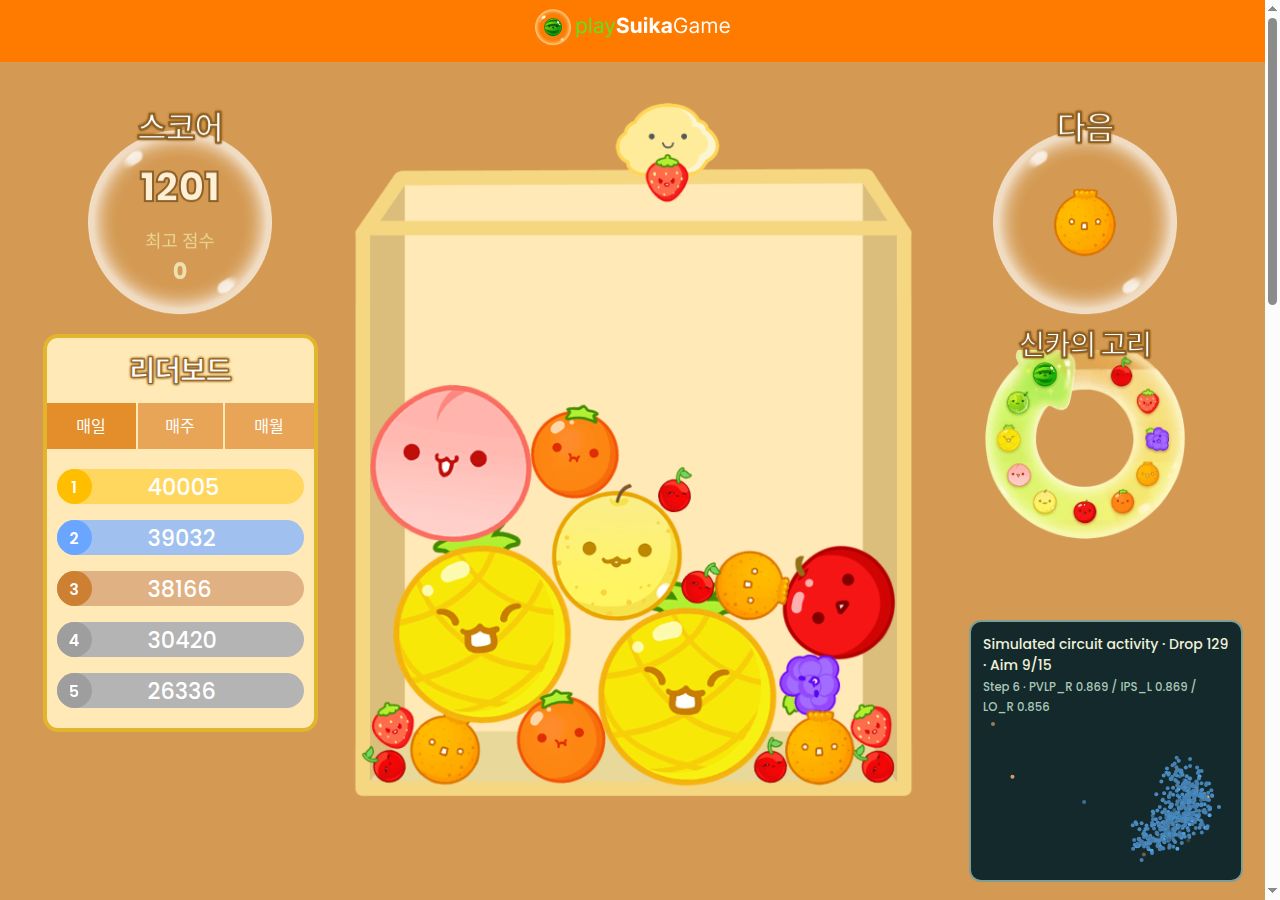 playSuikaGame
스코어
1201
최고 점수
0
다음
리더보드
매일 매주 매월
1 40005
2 39032
3 38166
4 30420
5 26336
신카의 고리
Simulated circuit activity · Drop 129
· Aim 9/15
Step 6 · PVLP_R 0.869 / IPS_L 0.869 /
LO_R 0.856